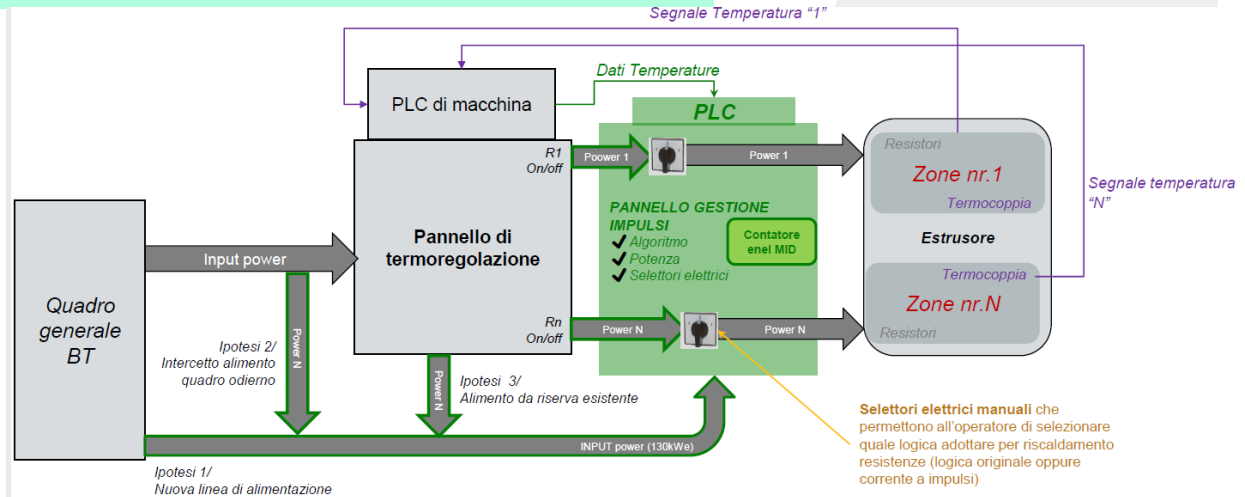 Segnale Temperatura “1”
Dati Temperature
PLC di macchina
PLC
R1
On/off
Poower 1
Power 1
Resistori
Zone nr.1
Termocoppia
Segnale temperatura
“N”
PANNELLO GESTIONE
IMPULSI
Algoritmo
Potenza
Selettori elettrici
Contatore
enel MID
Estrusore
Pannello di
termoregolazione
Input power
Quadro
generale
BT
Termocoppia
Zone nr.N
Resistori
Rn
On/off
Power N
Power N
Ipotesi 2/
Intercetto alimento
quadro odierno
Power N
Power N
Ipotesi 3/
Alimento da riserva esistente
INPUT power (130kWe)
Ipotesi 1/
Nuova linea di alimentazione
Selettori elettrici manuali che
permettono all’operatore di selezionare
quale logica adottare per riscaldamento
resistenze (logica originale oppure
corrente a impulsi)